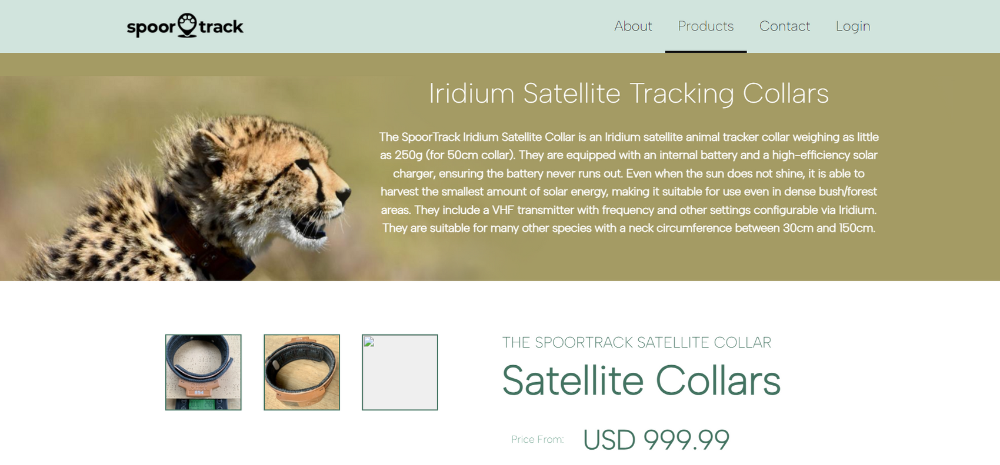 spoor track
About Products Contact Login
Iridium Satellite Tracking Collars
The SpoorTrack Iridium Satellite Collar is an Iridium satellite animal tracker collar weighing as little
as 250g (for 50cm collar). They are equipped with an internal battery and a high-efficiency solar
charger, ensuring the battery never runs out. Even when the sun does not shine, it is able to
harvest the smallest amount of solar energy, making it suitable for use even in dense bush/forest
areas. They include a VHF transmitter with frequency and other settings configurable via Iridium.
They are suitable for many other species with a neck circumference between 30cm and 150cm.
THE SPOORTRACK SATELLITE COLLAR
Satellite Collars
Price From: USD 999.99